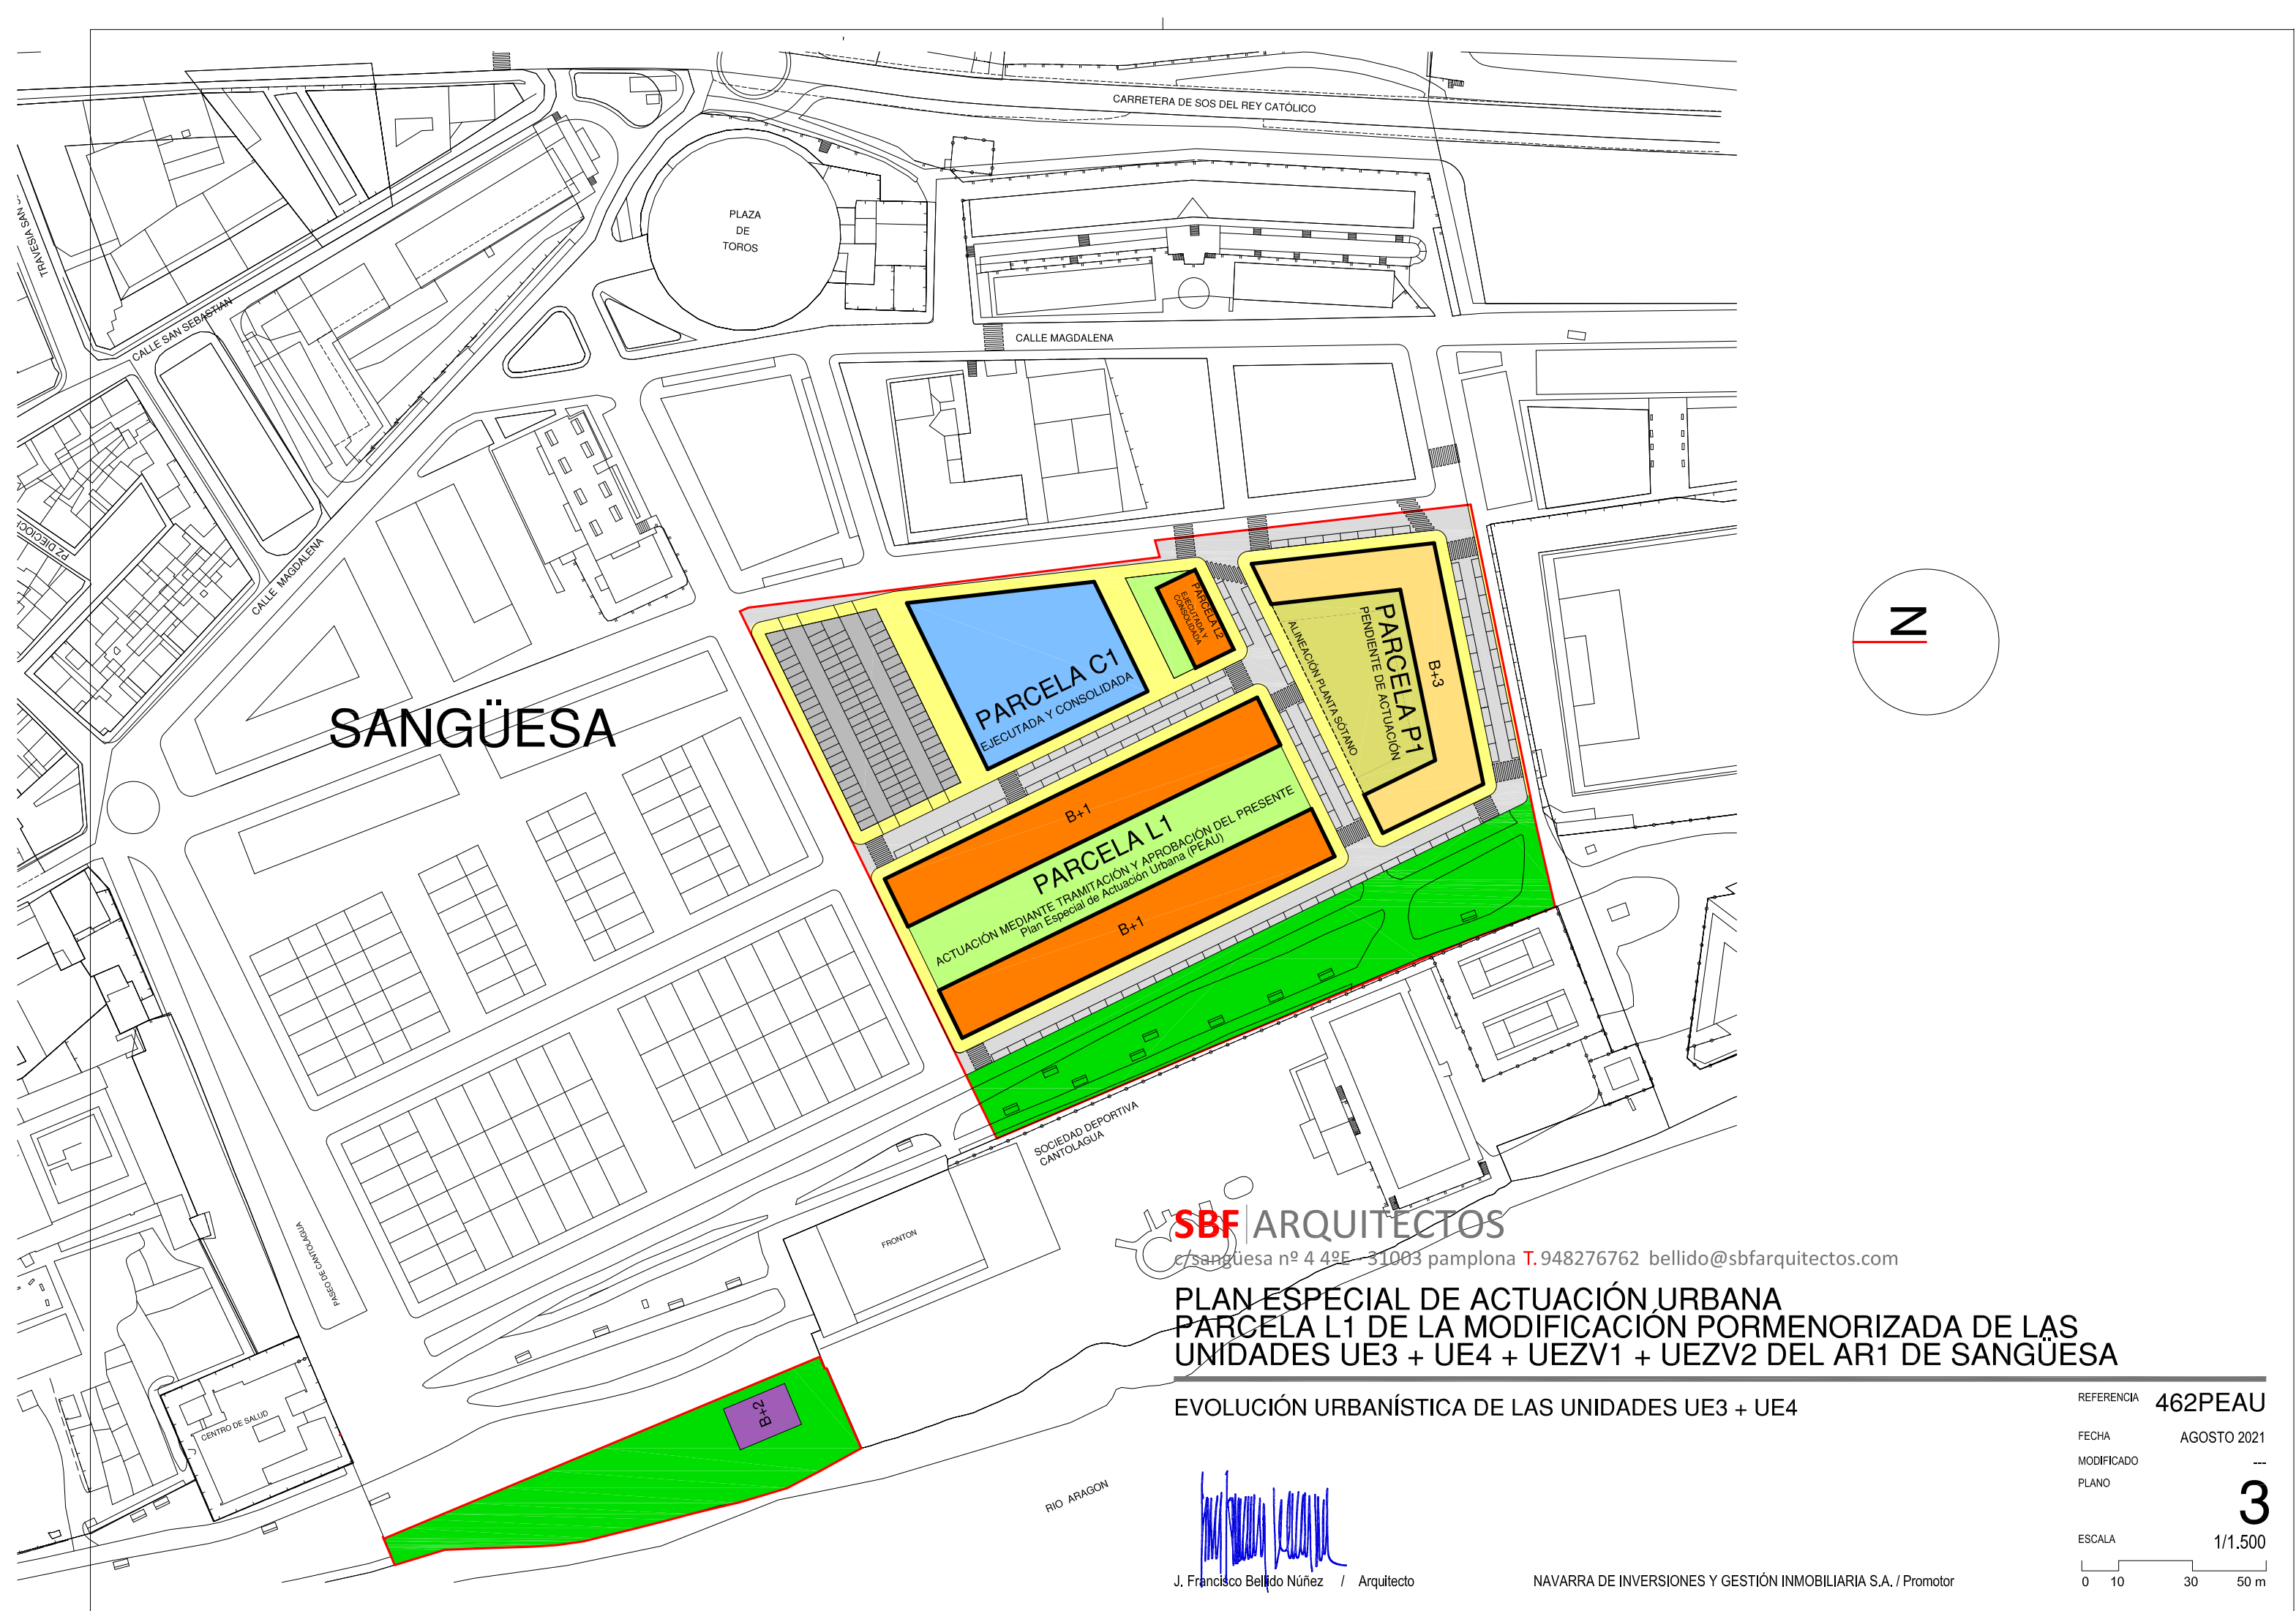 CARRETERA DE SOS DEL REY CATÓLICO
PLAZA
DE
TOROS
TRAVESIA SAN
CALLE SAN SEBASTIAN
CALLE MAGDALENA
PZ DIECIOCH
CALLE MAGDALENA
N
SANGÜESA
PARCELA C1
EJECUTADA Y CONSOLIDADA
PARCELA L2
EJECUTADA Y
CONSOLIDADA
PARCELA P1
PENDIENTE DE ACTUACIÓN
B+3
ALINEACIÓN PLANTA SÓTANO
B+1
PARCELA L1
ACTUACIÓN MEDIANTE TRAMITACIÓN Y APROBACIÓN DEL PRESENTE
Plan Especial de Actuación Urbana (PEAU)
B+1
SOCIEDAD DEPORTIVA
CANTOLAGUA
FRONTON
PASEO DE CANTOLAGUA
CENTRO DE SALUD
B+2
RIO ARAGON
SBF ARQUITECTOS
c/sangüesa nº 4 4ºE - 31003 pamplona T. 948276762 bellido@sbfarquitectos.com
PLAN ESPECIAL DE ACTUACIÓN URBANA
PARCELA L1 DE LA MODIFICACIÓN PORMENORIZADA DE LAS
UNIDADES UE3 + UE4 + UEZV1 + UEZV2 DEL AR1 DE SANGÜESA
EVOLUCIÓN URBANÍSTICA DE LAS UNIDADES UE3 + UE4
REFERENCIA 462PEAU
FECHA AGOSTO 2021
MODIFICADO ---
PLANO 3
ESCALA 1/1.500
0 10 30 50 m
J. Francisco Bellido Núñez / Arquitecto
NAVARRA DE INVERSIONES Y GESTIÓN INMOBILIARIA S.A. / Promotor